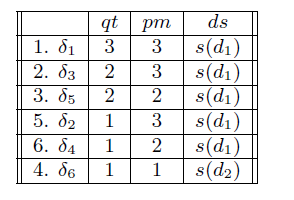 qt pm ds
1. δ₁ 3 3 s(d₁)
2. δ₃ 2 3 s(d₁)
3. δ₅ 2 2 s(d₁)
5. δ₂ 1 3 s(d₁)
6. δ₄ 1 2 s(d₁)
4. δ₆ 1 1 s(d₂)